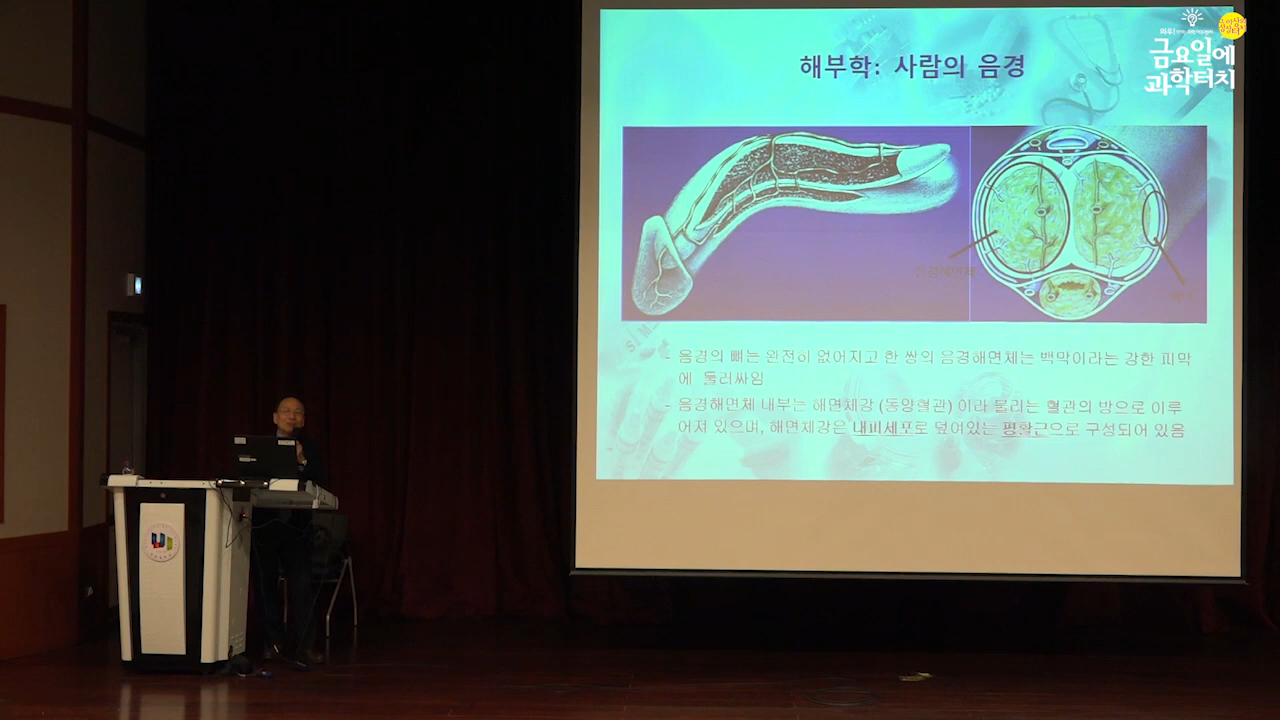 금요일에
과학터치
해부학: 사람의 음경
음경해면체
- 음경의 뼈는 완전히 없어지고 한 쌍의 음경해면체는 백막이라는 강한 피막
에 둘러싸임
- 음경해면체 내부는 해면체강 (동양혈관) 이라 불리는 혈관의 방으로 이루
어져 있으며, 해면체강은 내피세포로 덮여있는 평활근으로 구성되어 있음